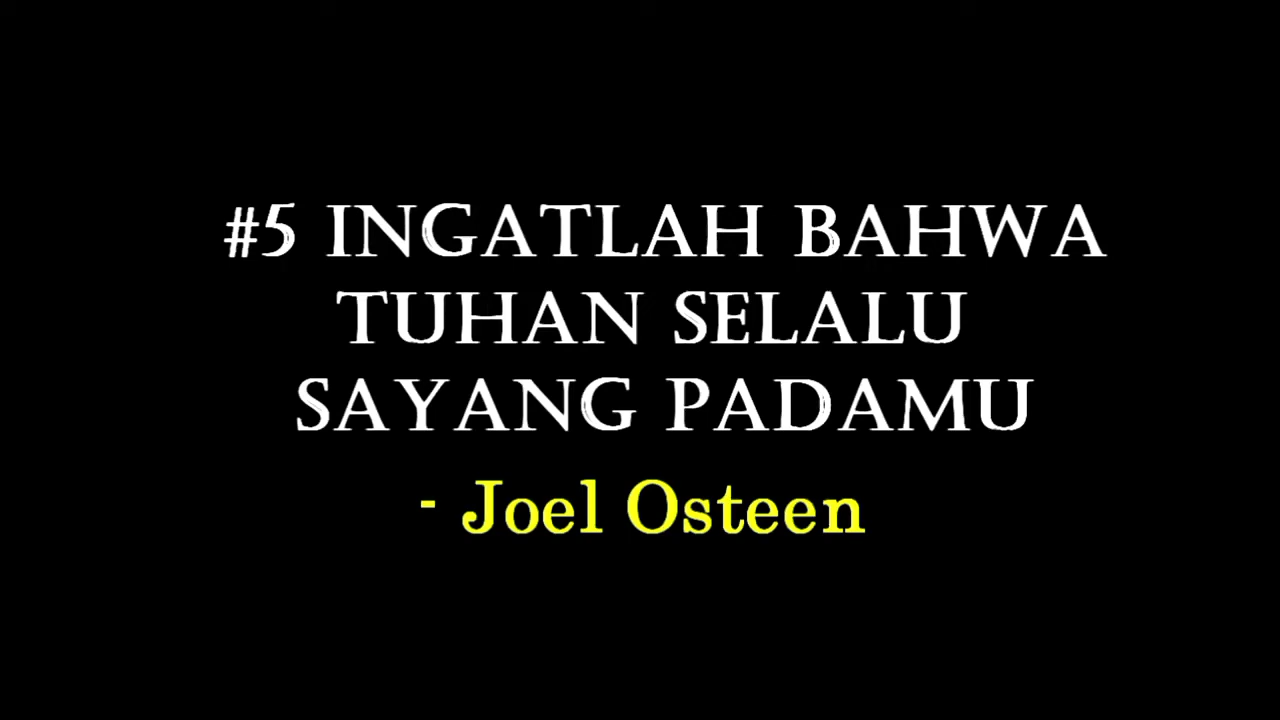 #5 INGATLAH BAHWA
TUHAN SELALU
SAYANG PADAMU
- Joel Osteen